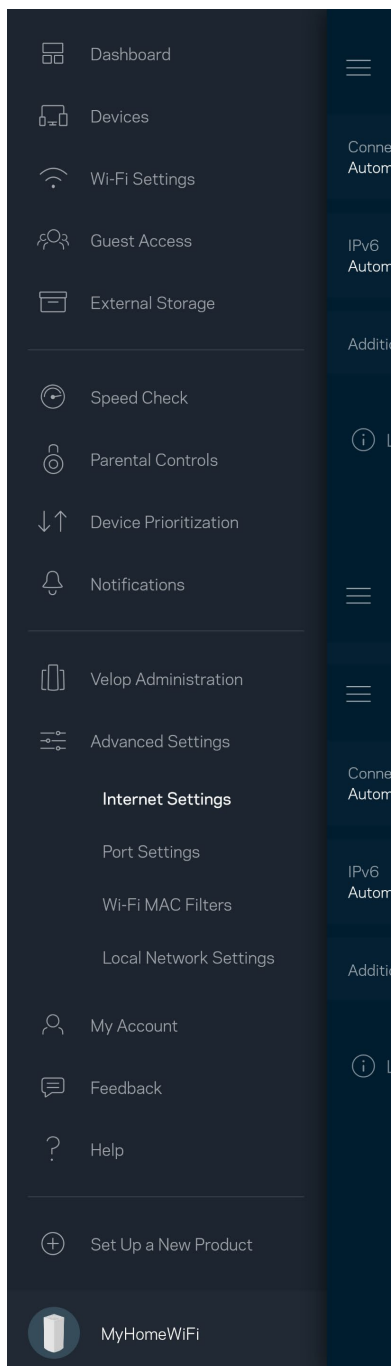 Dashboard
Devices
Wi-Fi Settings
Guest Access
External Storage
Speed Check
Parental Controls
Device Prioritization
Notifications
Velop Administration
Advanced Settings
Internet Settings
Port Settings
Wi-Fi MAC Filters
Local Network Settings
My Account
Feedback
Help
Set Up a New Product
MyHomeWiFi
IPv6
IPv6